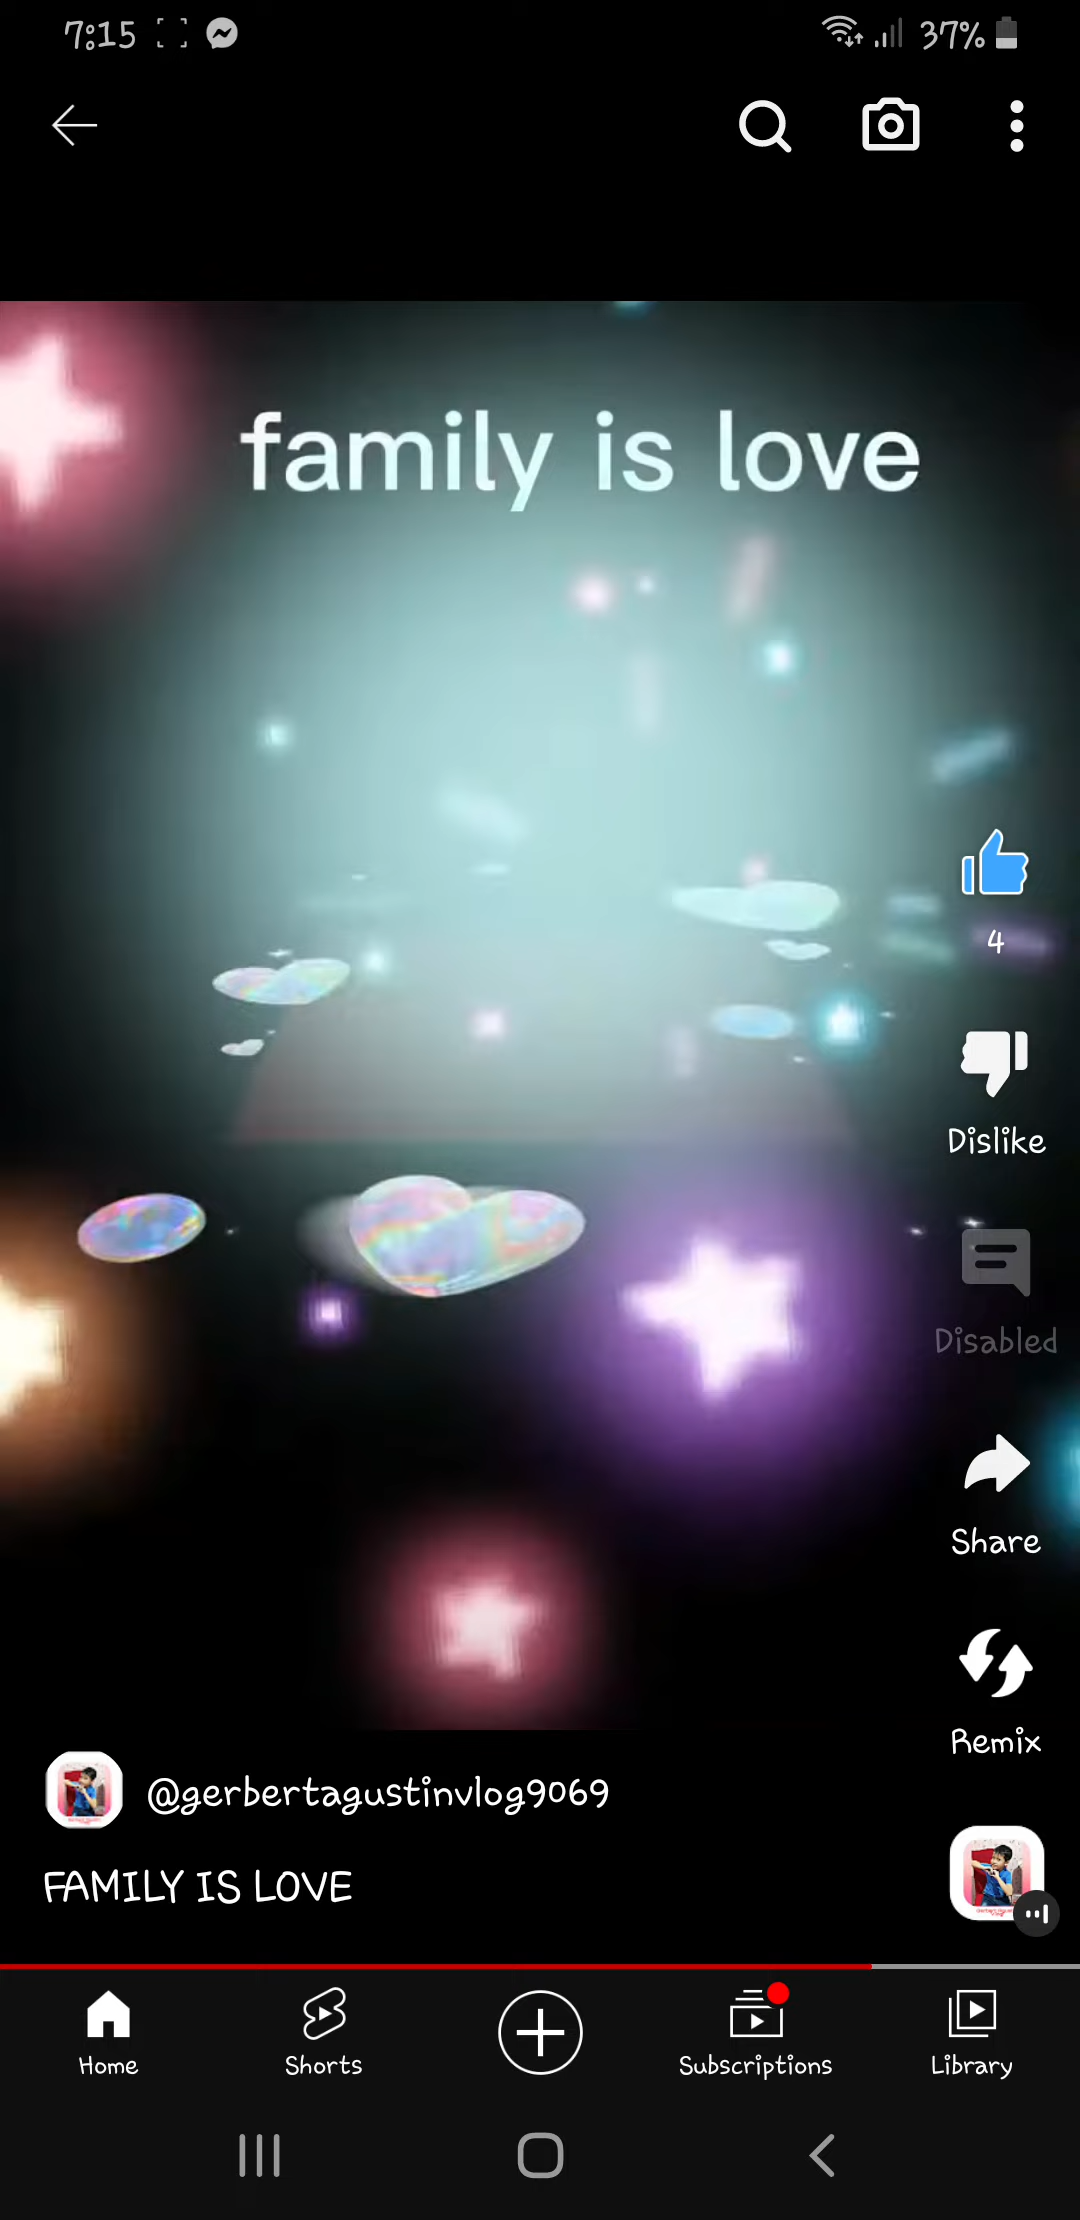 7:15
37%
family is love
4
Dislike
Disabled
Share
Remix
@gerbertagustinvlog9069
FAMILY IS LOVE
Home
Shorts
Subscriptions
Library